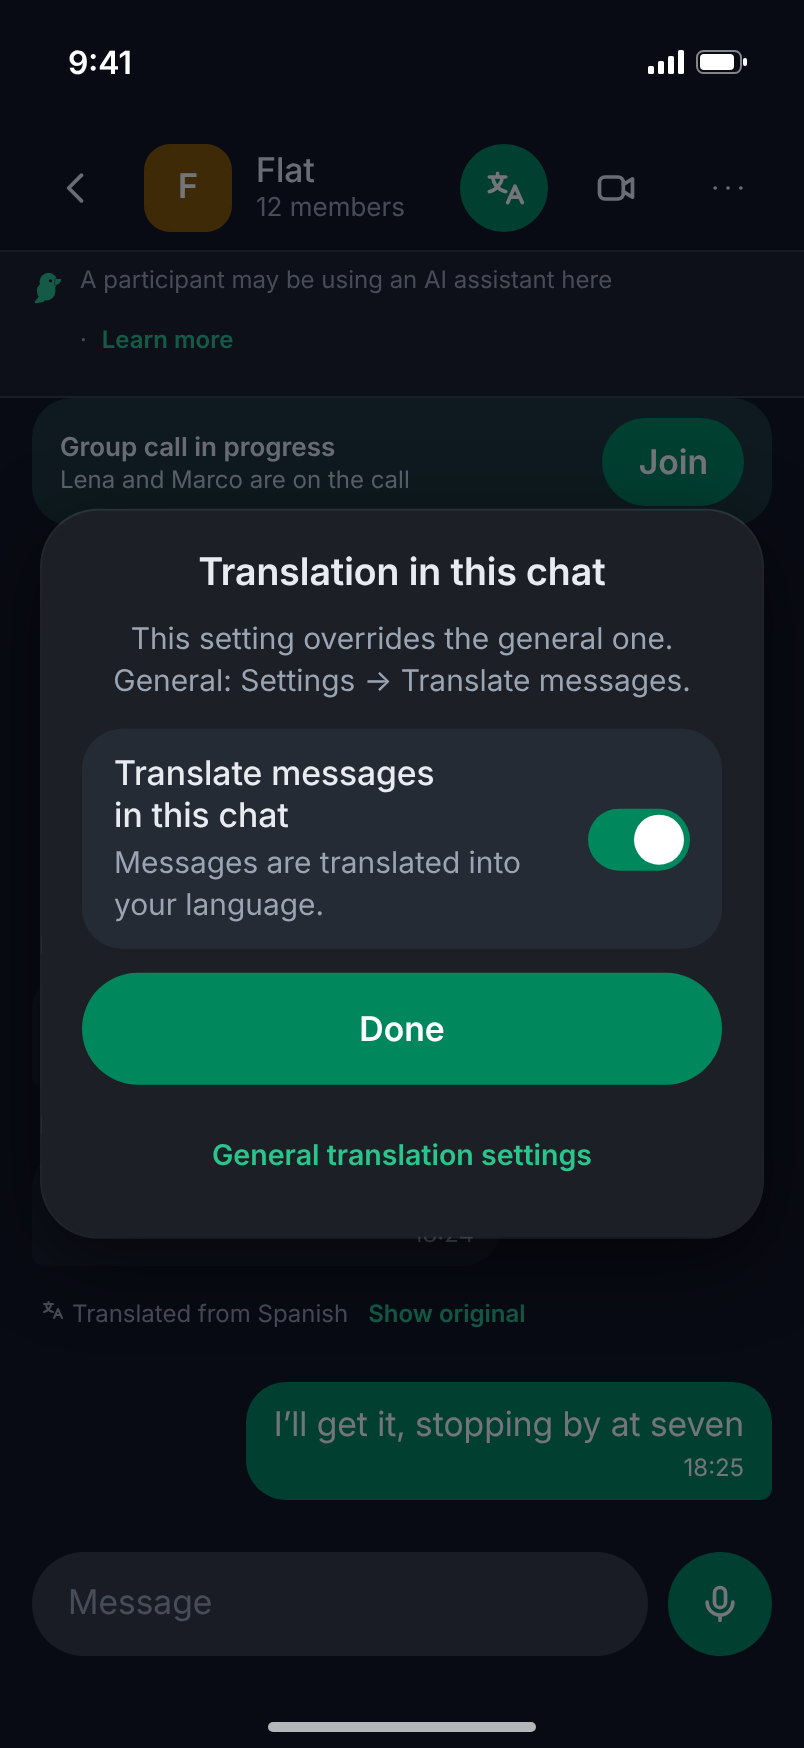 9:41
F
Flat
12 members
A participant may be using an AI assistant here
· Learn more
Group call in progress
Lena and Marco are on the call
Join
Translation in this chat
This setting overrides the general one.
General: Settings → Translate messages.
Translate messages
in this chat
Messages are translated into
your language.
Done
General translation settings
Translated from Spanish Show original
I’ll get it, stopping by at seven
18:25
Message